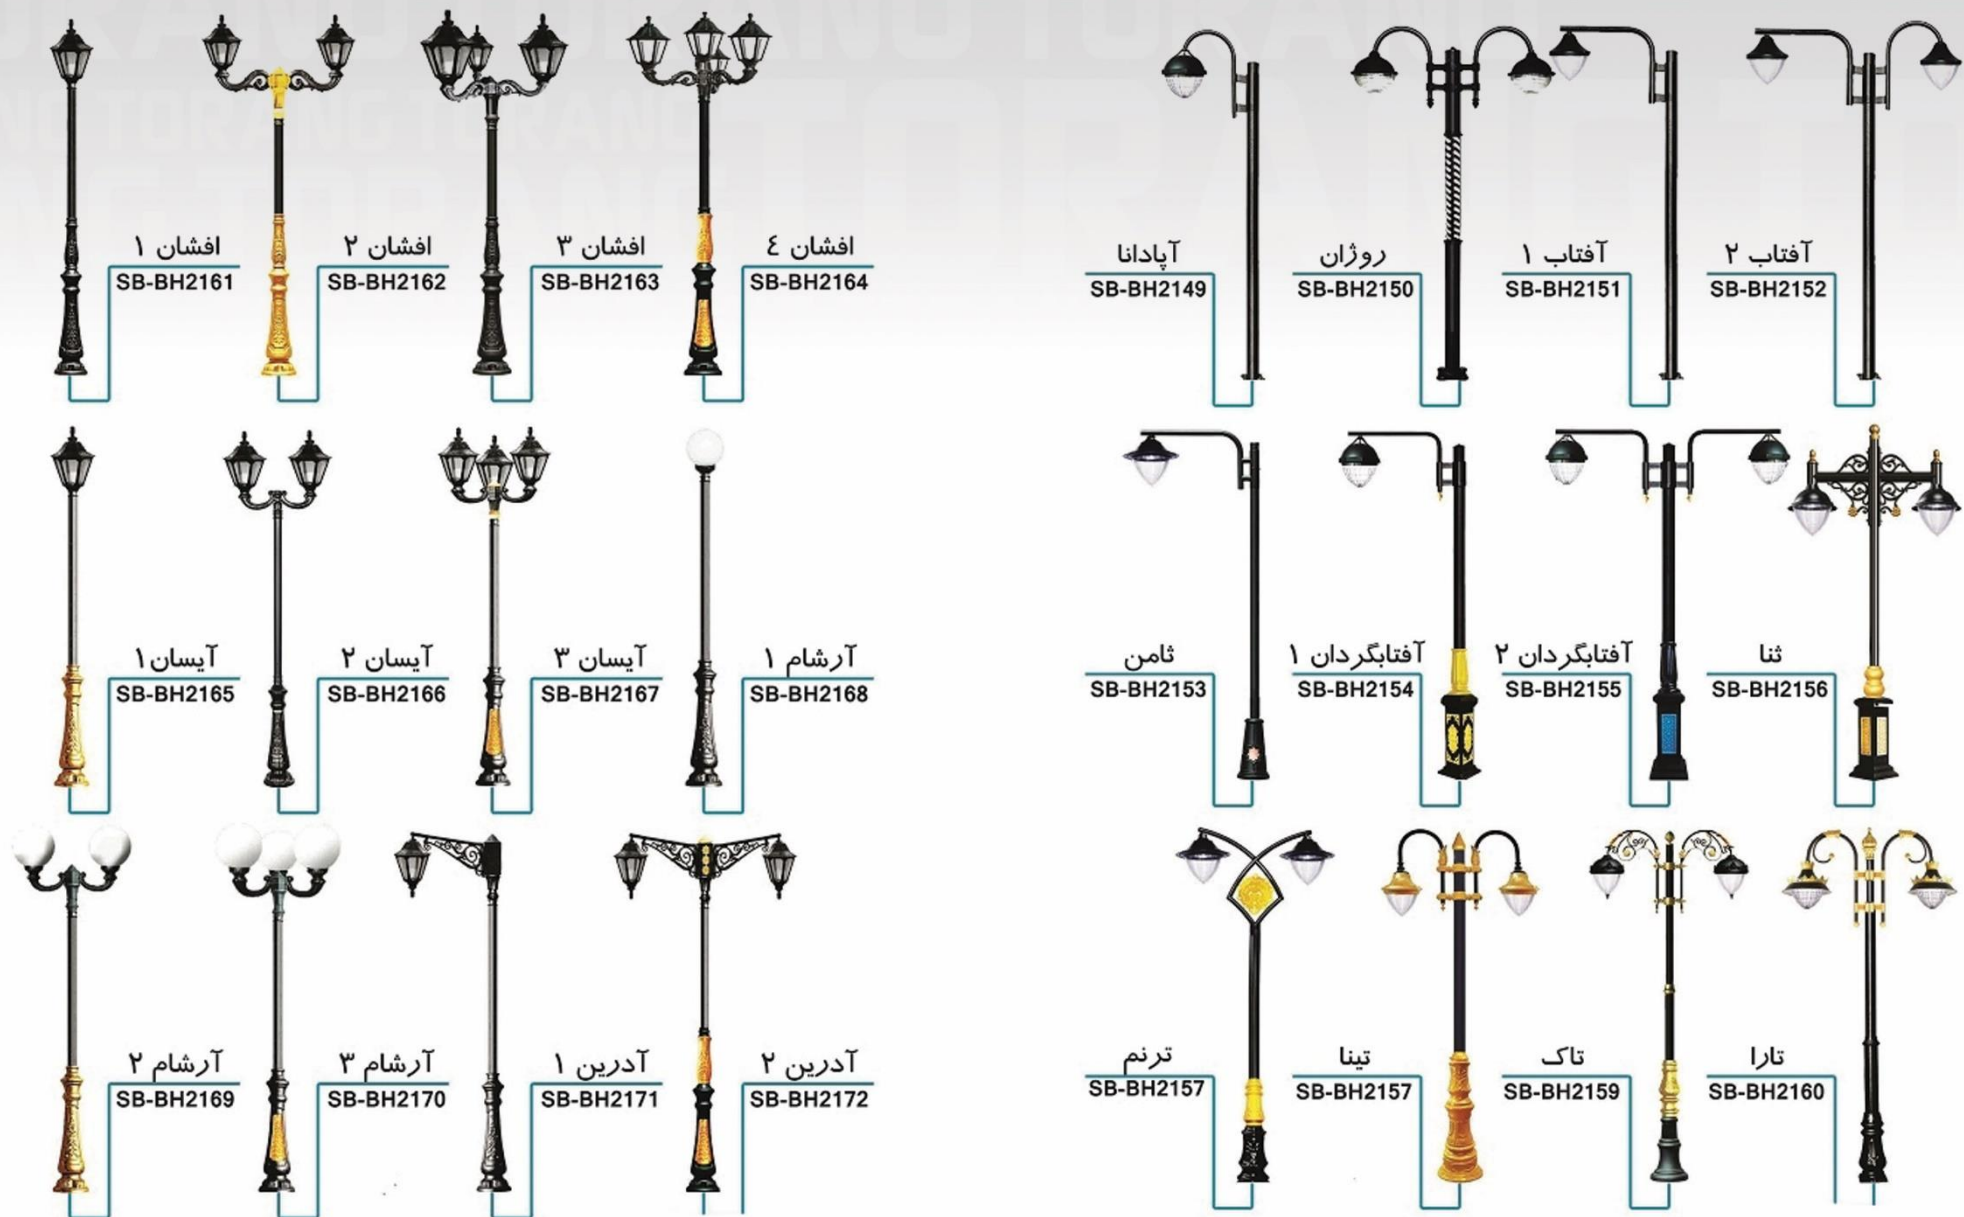 TORANG TORANG TORANG
افشان ۱
SB-BH2161
افشان ۲
SB-BH2162
افشان ۳
SB-BH2163
افشان ٤
SB-BH2164
آپادانا
SB-BH2149
روژان
SB-BH2150
آفتاب ۱
SB-BH2151
آفتاب ۲
SB-BH2152
آیسان۱
SB-BH2165
آیسان ۲
SB-BH2166
آیسان ۳
SB-BH2167
آرشام ۱
SB-BH2168
ثامن
SB-BH2153
آفتابگردان ۱
SB-BH2154
آفتابگردان ۲
SB-BH2155
ثنا
SB-BH2156
آرشام ۲
SB-BH2169
آرشام ۳
SB-BH2170
آدرین ۱
SB-BH2171
آدرین ۲
SB-BH2172
ترنم
SB-BH2157
تینا
SB-BH2157
تاک
SB-BH2159
تارا
SB-BH2160